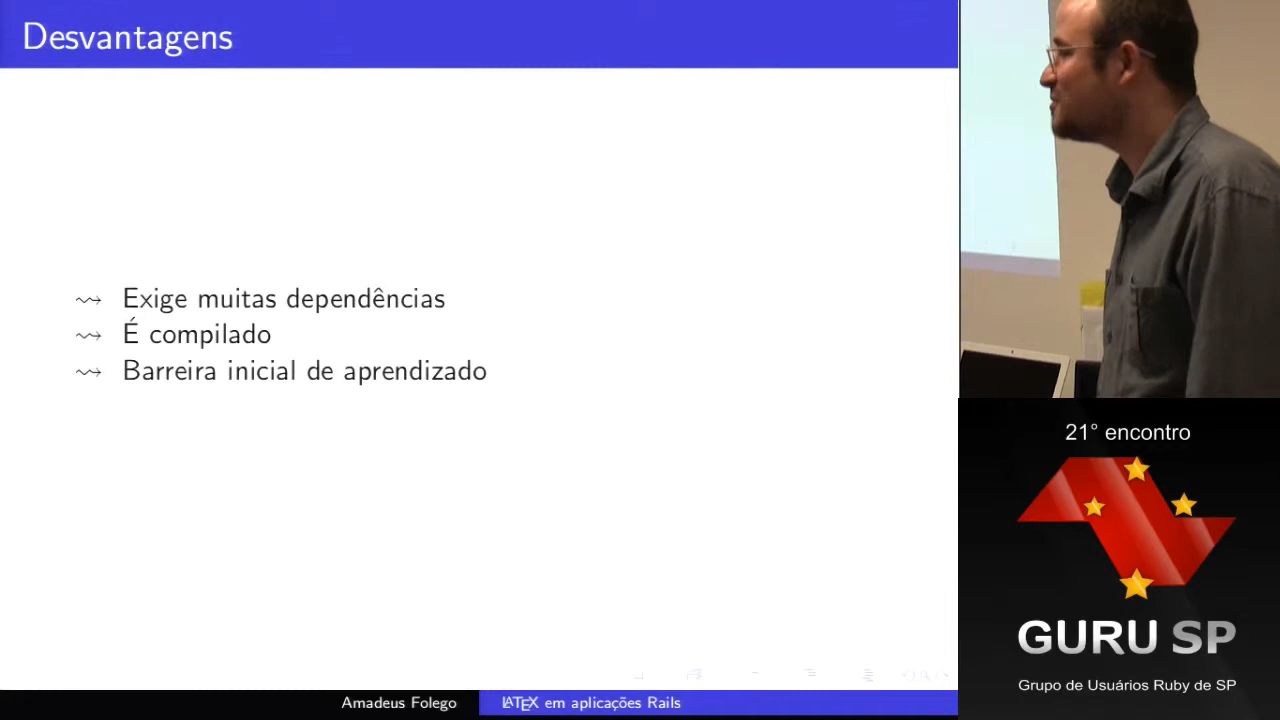 Desvantagens
Exige muitas dependências
É compilado
Barreira inicial de aprendizado
Amadeus Folego
LATEX em aplicações Rails
21° encontro
GURU SP
Grupo de Usuários Ruby de SP